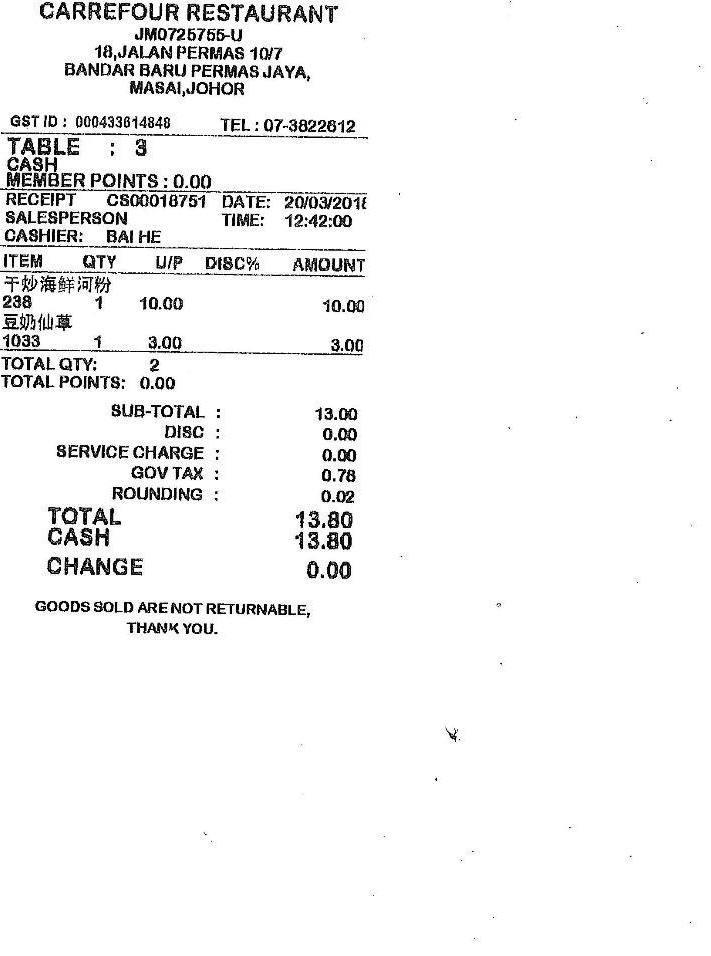 CARREFOUR RESTAURANT
JM0725755-U
18,JALAN PERMAS 10/7
BANDAR BARU PERMAS JAYA,
MASAI,JOHOR
GST ID : 000433614848 TEL : 07-3822612
TABLE : 3
CASH
MEMBER POINTS : 0.00
RECEIPT CS00018751 DATE: 20/03/201
SALESPERSON TIME: 12:42:00
CASHIER: BAI HE
ITEM QTY U/P DISC% AMOUNT
干炒海鲜河粉
238 1 10.00 10.00
豆奶仙草
1033 1 3.00 3.00
TOTAL QTY: 2
TOTAL POINTS: 0.00
SUB-TOTAL : 13.00
DISC : 0.00
SERVICE CHARGE : 0.00
GOV TAX : 0.78
ROUNDING : 0.02
TOTAL 13.80
CASH 13.80
CHANGE 0.00
GOODS SOLD ARE NOT RETURNABLE,
THANK YOU.